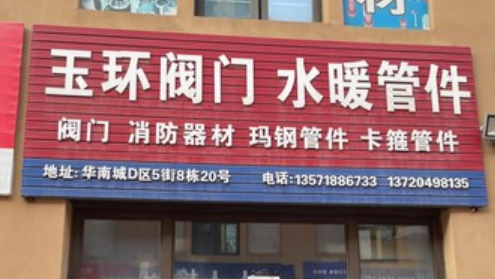 材
玉环阀门 水暖管件
阀门 消防器材 玛钢管件 卡箍管件
地址:华南城D区5街8栋20号 电话:13571886733 13720498135